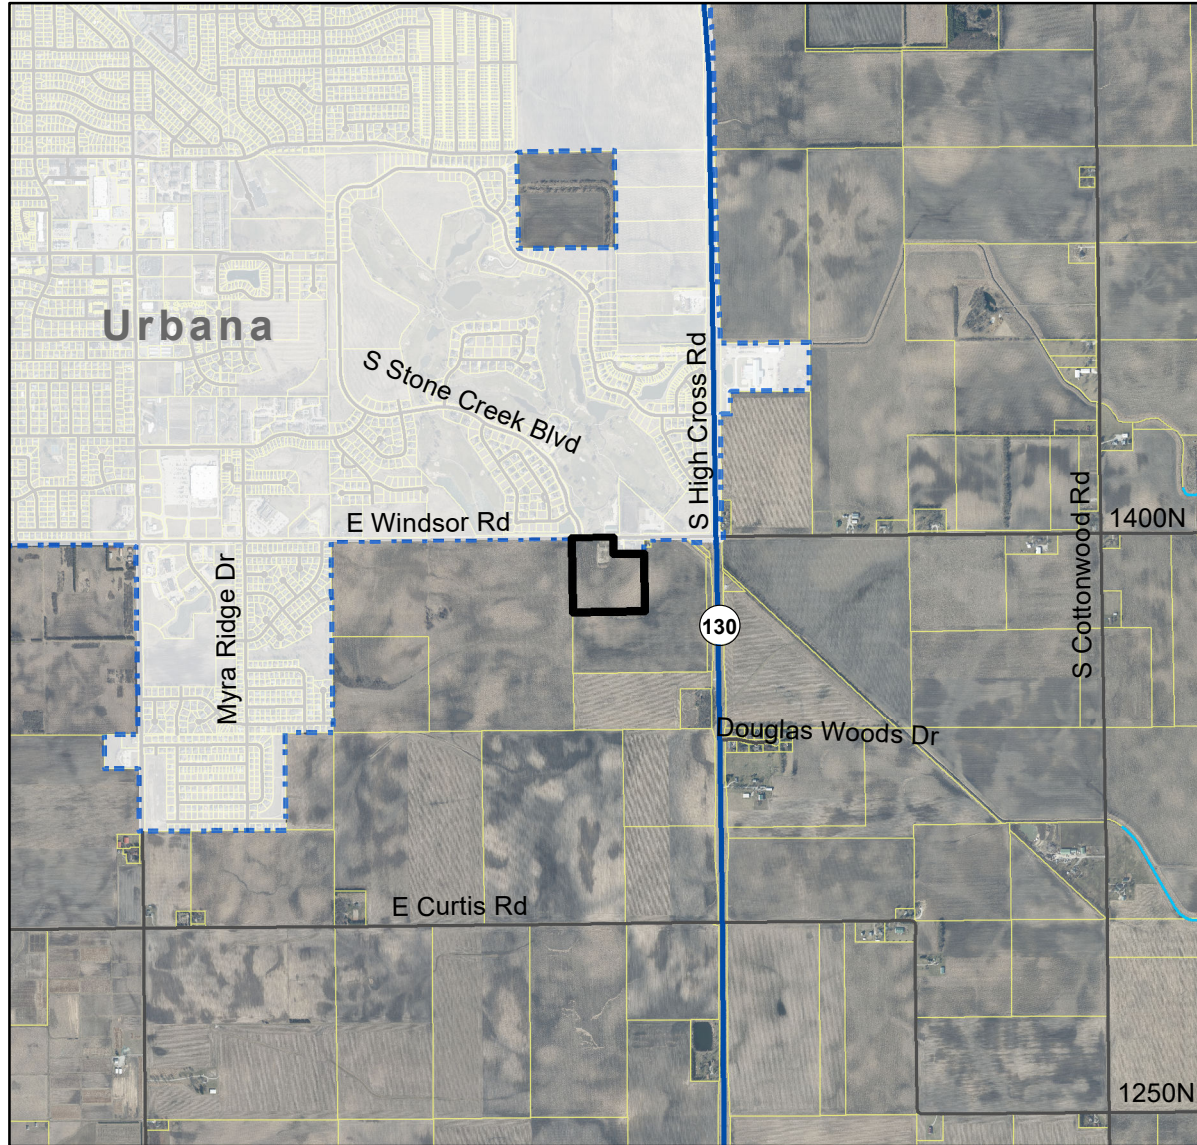 Urbana
S Stone Creek Blvd
S High Cross Rd
E Windsor Rd
1400N
Myra Ridge Dr
S Cottonwood Rd
130
Douglas Woods Dr
E Curtis Rd
1250N